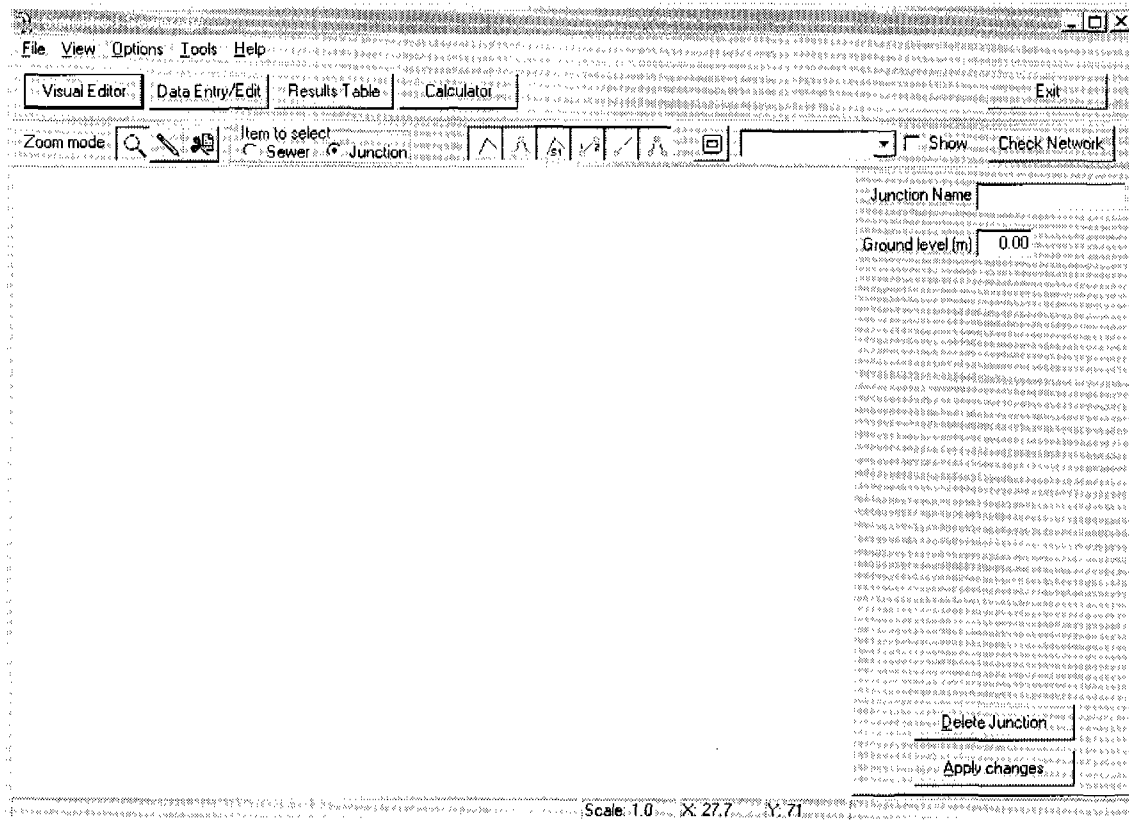 File View Options Tools Help
Visual Editor Data Entry/Edit Results Table Calculator Exit
Zoom mode Item to select Sewer Junction Show Check Network
Junction Name
Ground level (m) 0.00
Delete Junction
Apply changes
Scale: 1.0 X: 27.7 Y: 71